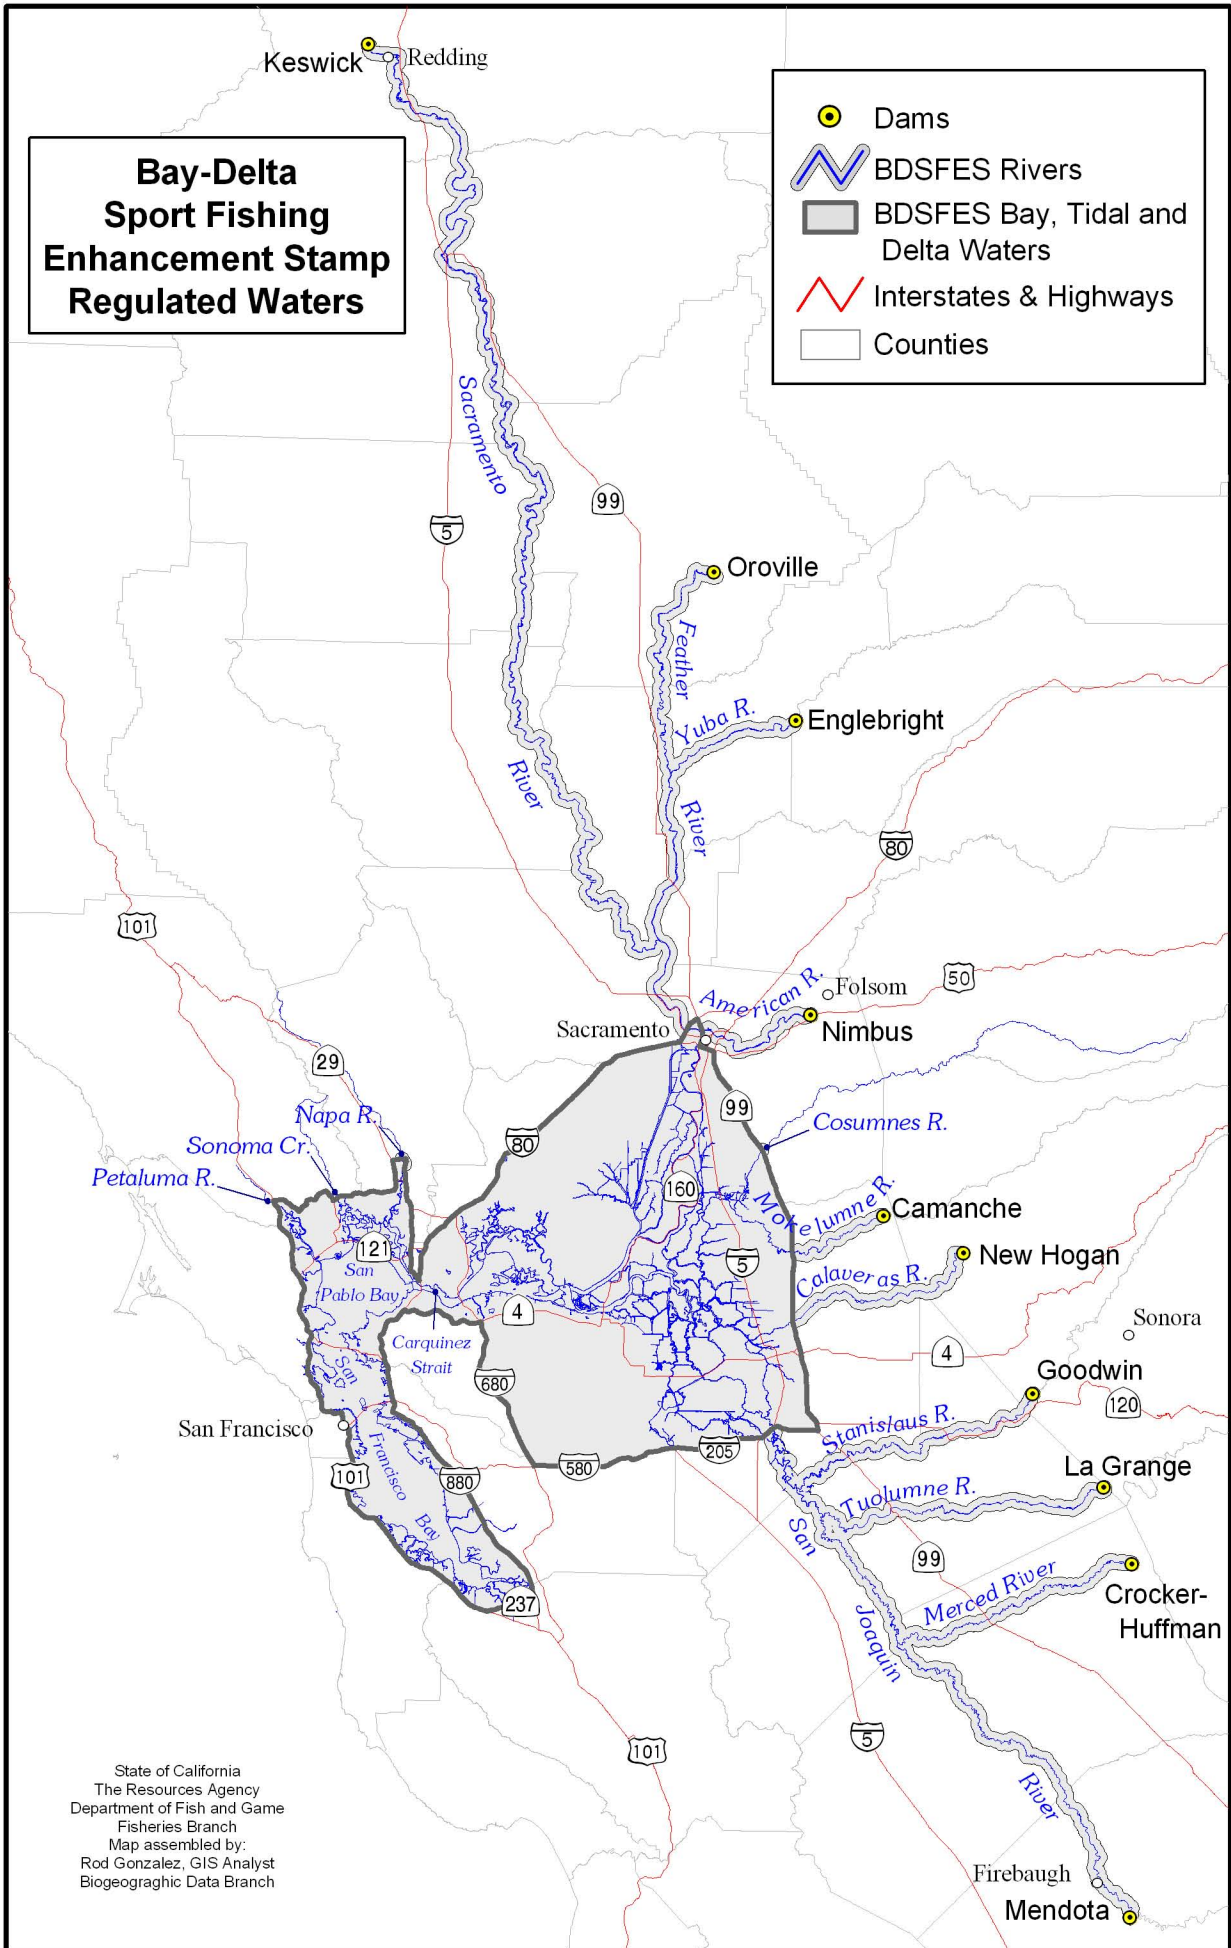 Keswick
Redding
Bay-Delta
Sport Fishing
Enhancement Stamp
Regulated Waters
Dams
BDSFES Rivers
BDSFES Bay, Tidal and
Delta Waters
Interstates & Highways
Counties
Sacramento
99
5
Oroville
Feather
Yuba R.
Englebright
River
River
80
101
American R.
Folsom
50
Sacramento
Nimbus
29
99
Napa R.
80
Cosumnes R.
Sonoma Cr.
Petaluma R.
160
Mokelumne R.
Camanche
121
5
New Hogan
San
Pablo Bay
Calaveras R.
4
Carquinez
Strait
Sonora
4
San
680
Goodwin
120
San Francisco
Stanislaus R.
Francisco
205
580
La Grange
101
880
Tuolumne R.
Bay
San
99
237
Merced River
Crocker-
Huffman
Joaquin
5
101
River
State of California
The Resources Agency
Department of Fish and Game
Fisheries Branch
Map assembled by:
Rod Gonzalez, GIS Analyst
Biogeograghic Data Branch
Firebaugh
Mendota